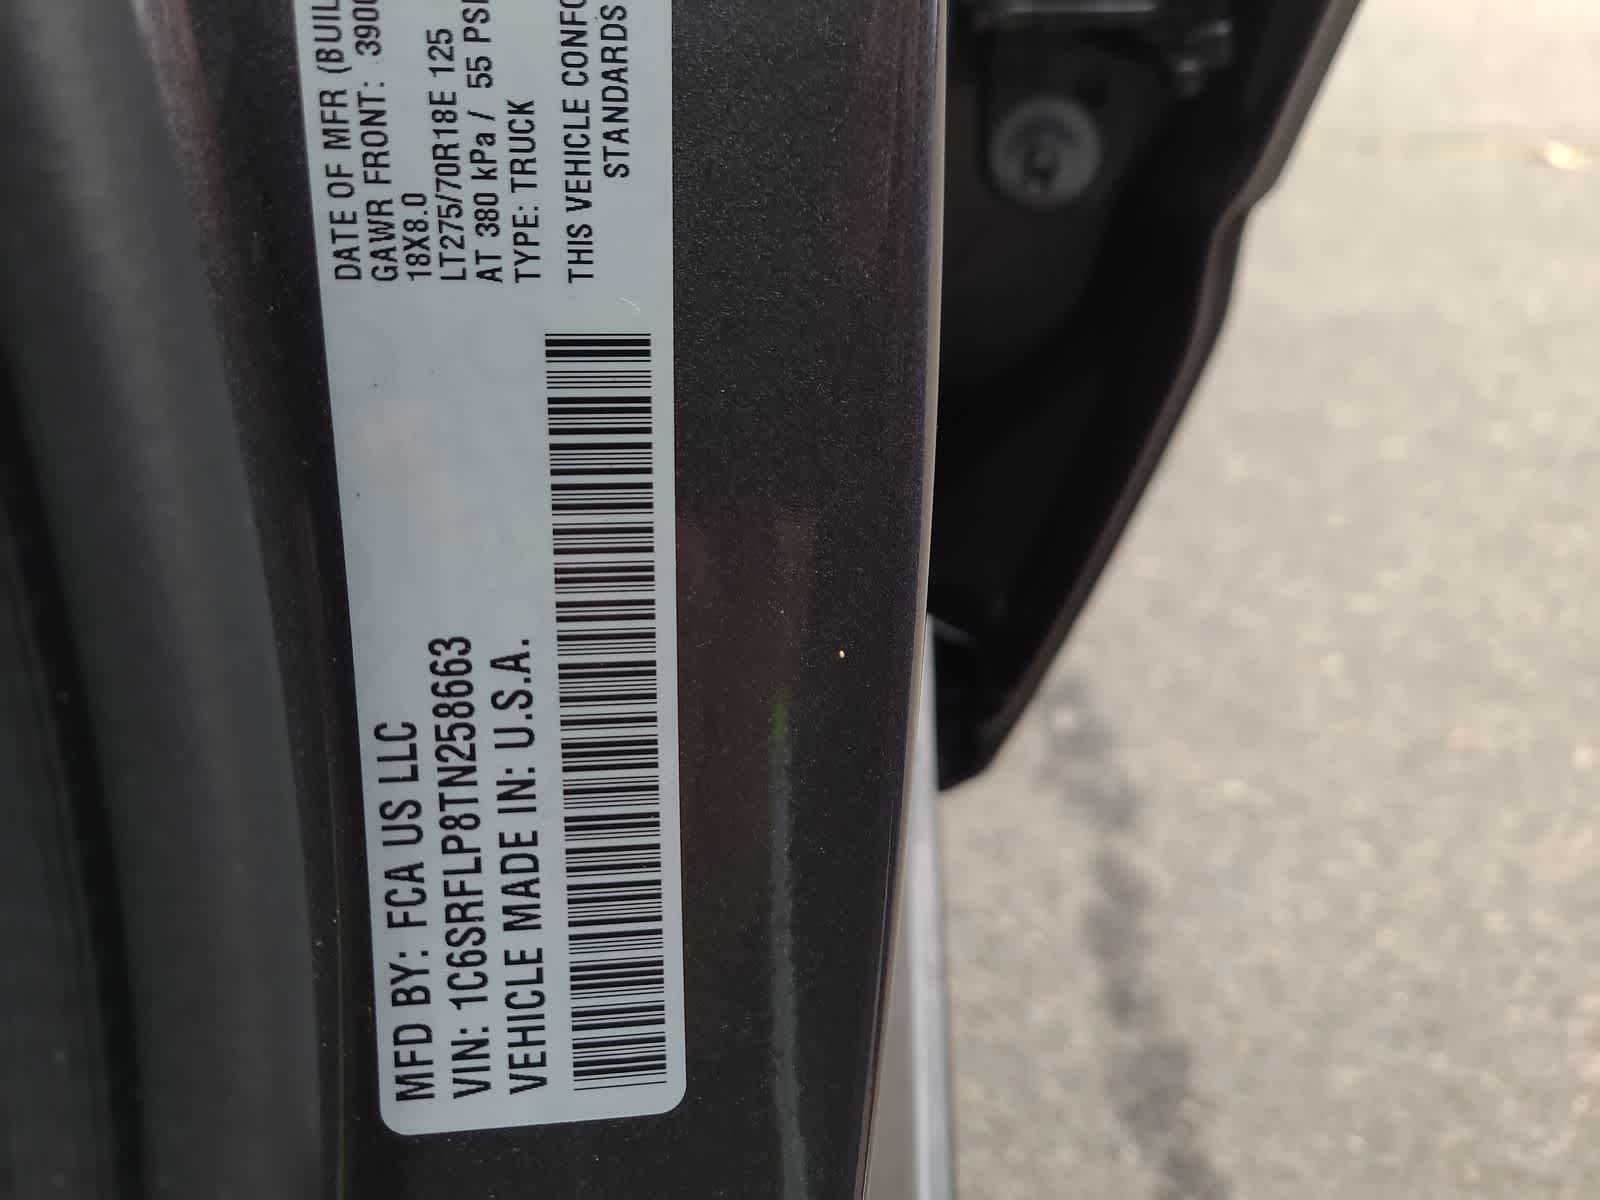 MFD BY: FCA US LLC
VIN: 1C6SRFLP8TN258663
VEHICLE MADE IN: U.S.A.
DATE OF MFR (BUIL
GAWR FRONT: 390
18X8.0
LT275/70R18E 125
AT 380 kPa / 55 PSI
TYPE: TRUCK
THIS VEHICLE CONFO
STANDARDS